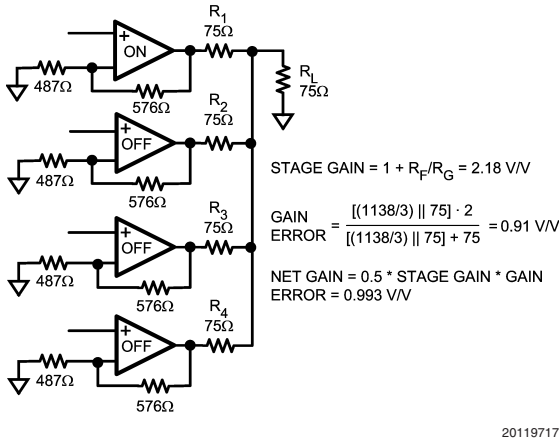 R1
75Ω
+
ON
RL
75Ω
487Ω
576Ω
R2
75Ω
+
OFF
487Ω
576Ω
STAGE GAIN = 1 + RF/RG = 2.18 V/V
GAIN ERROR = [(1138/3) || 75] · 2 / [(1138/3) || 75] + 75 = 0.91 V/V
R3
75Ω
+
OFF
487Ω
576Ω
NET GAIN = 0.5 * STAGE GAIN * GAIN
ERROR = 0.993 V/V
R4
75Ω
+
OFF
487Ω
576Ω
20119717